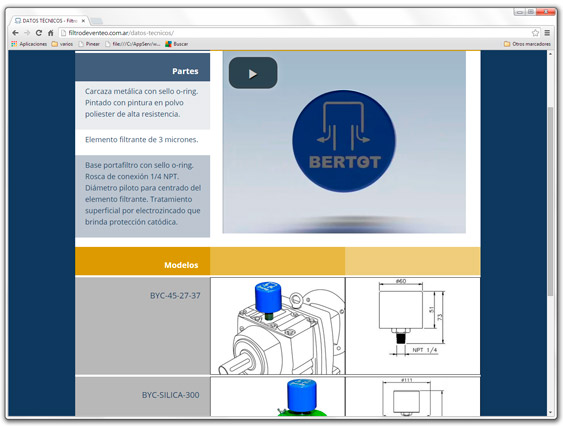 DATOS TÉCNICOS - Filtr
filtrodeventeo.com.ar/datos-tecnicos/
Aplicaciones varios Pinear file:///C:/AppServ/w... Buscar Otros marcadores
Partes
Carcaza metálica con sello o-ring.
Pintado con pintura en polvo
poliester de alta resistencia.
Elemento filtrante de 3 micrones.
Base portafiltro con sello o-ring.
Rosca de conexión 1/4 NPT.
Diámetro piloto para centrado del
elemento filtrante. Tratamiento
superficial por electrozincado que
brinda protección catódica.
BERTOT
Modelos
BYC-45-27-37
ø60
51
73
NPT 1/4
BYC-SILICA-300
ø111